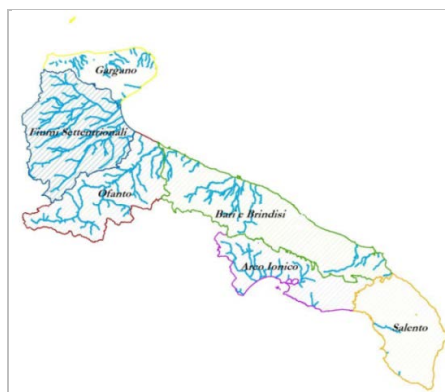 Gargano
Fiumi Settentrionali
Ofanto
Bari e Brindisi
Arco Ionico
Salento